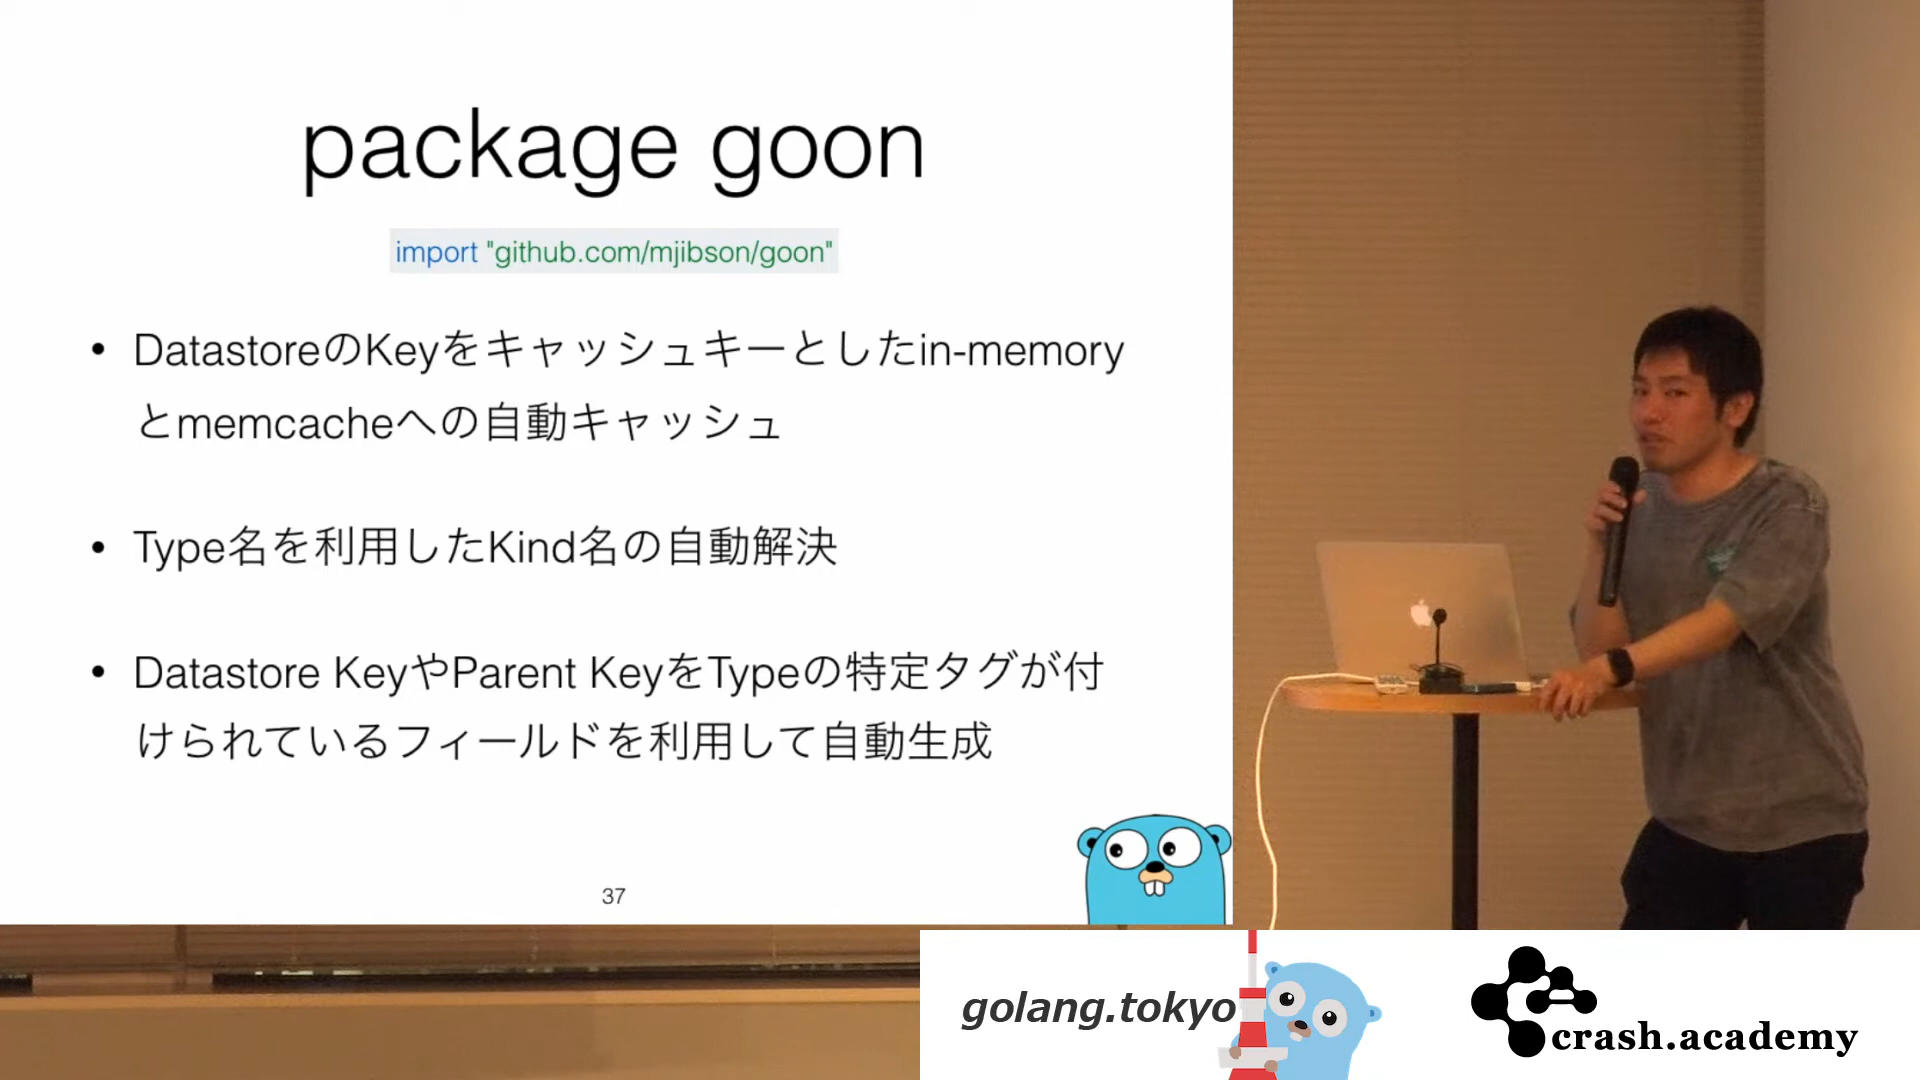 package goon
import "github.com/mjibson/goon"
• DatastoreのKeyをキャッシュキーとしたin-memory
とmemcacheへの自動キャッシュ
• Type名を利用したKind名の自動解決
• Datastore KeyやParent KeyをTypeの特定タグが付
けられているフィールドを利用して自動生成
37
golang.tokyo
crash.academy